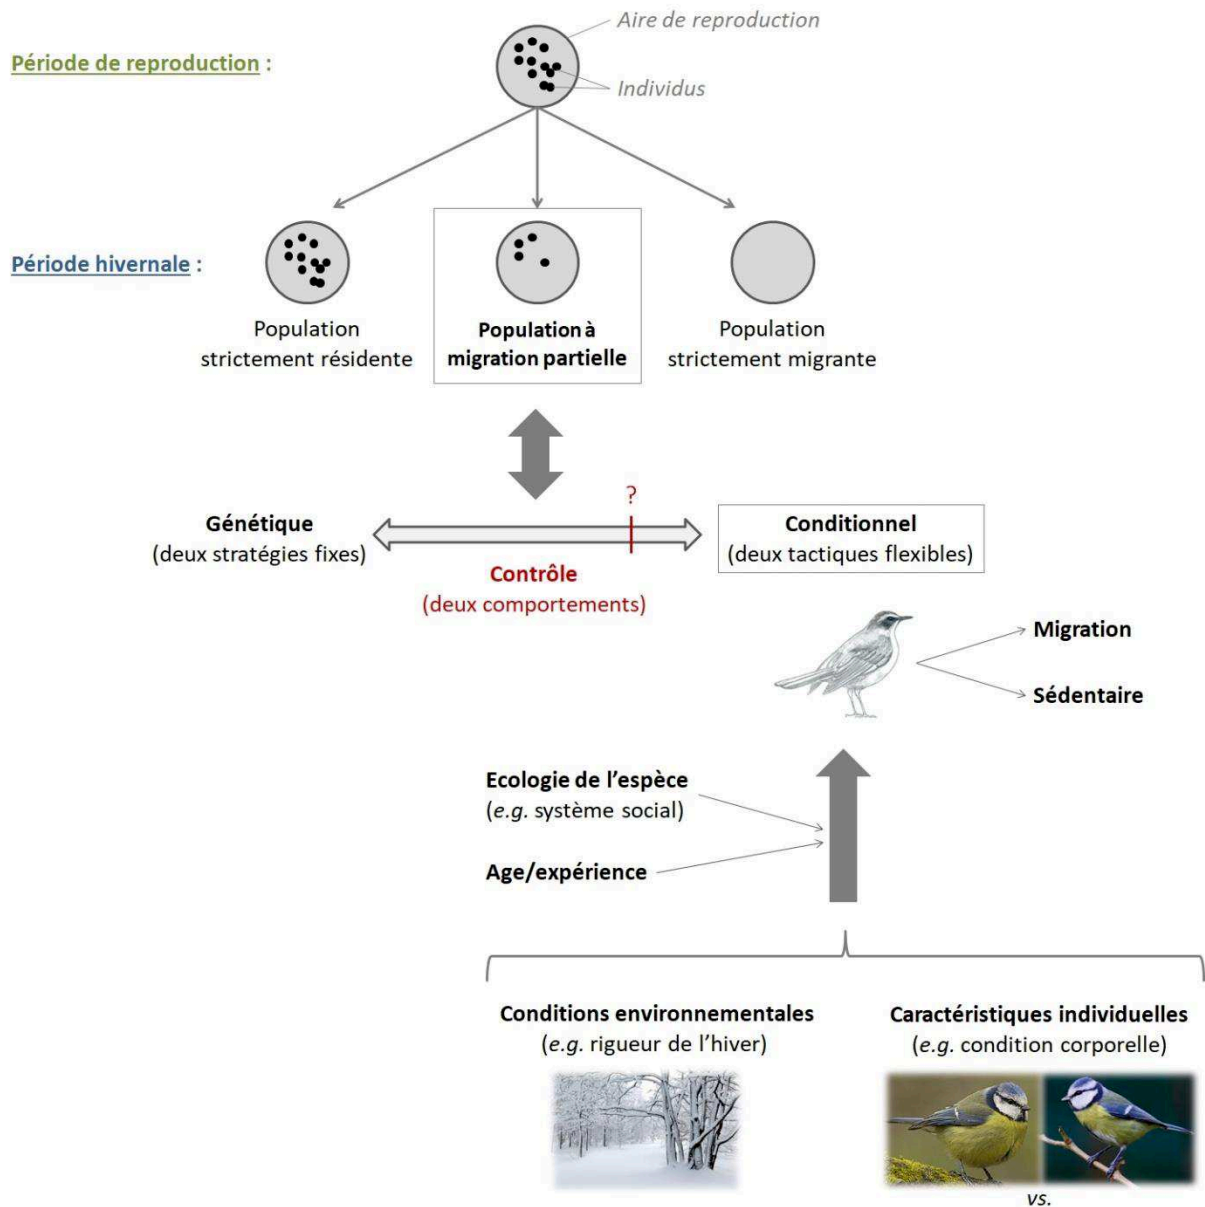 Aire de reproduction
Période de reproduction :
Individus
Période hivernale :
Population
strictement résidente
Population à
migration partielle
Population
strictement migrante
?
Génétique
(deux stratégies fixes)
Conditionnel
(deux tactiques flexibles)
Contrôle
(deux comportements)
Migration
Sédentaire
Ecologie de l’espèce
(e.g. système social)
Age/expérience
Conditions environnementales
(e.g. rigueur de l’hiver)
Caractéristiques individuelles
(e.g. condition corporelle)
vs.